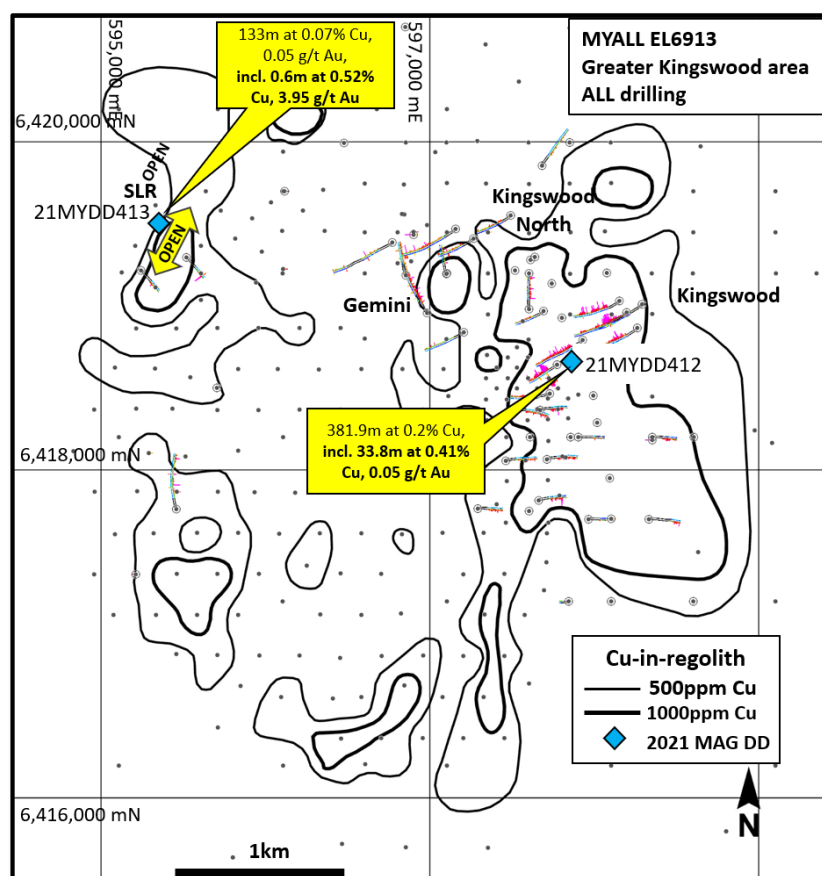 595,000 mE
597,000 mE
133m at 0.07% Cu,
0.05 g/t Au,
incl. 0.6m at 0.52%
Cu, 3.95 g/t Au
MYALL EL6913
Greater Kingswood area
ALL drilling
6,420,000 mN
OPEN
SLR
21MYDD413
OPEN
Kingswood
North
Gemini
Kingswood
21MYDD412
381.9m at 0.2% Cu,
incl. 33.8m at 0.41%
Cu, 0.05 g/t Au
6,418,000 mN
Cu-in-regolith
500ppm Cu
1000ppm Cu
2021 MAG DD
6,416,000 mN
N
1km